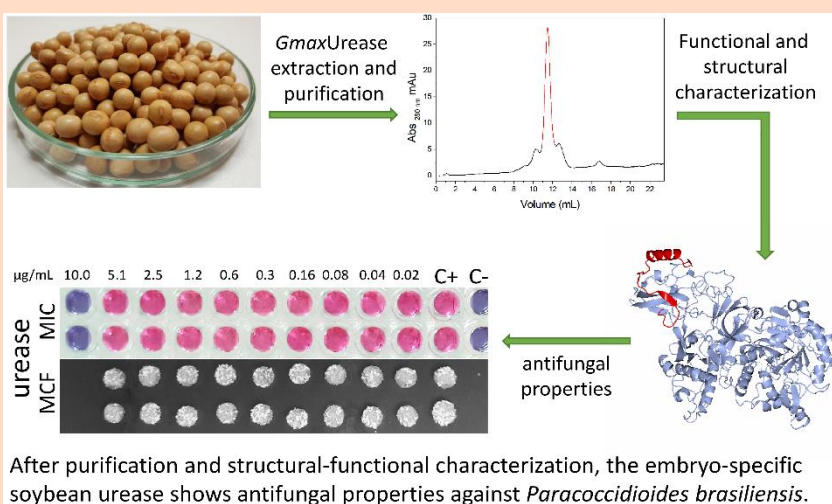 GmaxUrease
extraction and
purification
Functional and
structural
characterization
Abs 280 nm mAu
30
25
20
15
10
5
0
0 2 4 6 8 10 12 14 16 18 20 22
Volume (mL)
µg/mL 10.0 5.1 2.5 1.2 0.6 0.3 0.16 0.08 0.04 0.02 C+ C-
urease
MIC
MCF
antifungal
properties
After purification and structural-functional characterization, the embryo-specific
soybean urease shows antifungal properties against Paracoccidioides brasiliensis.